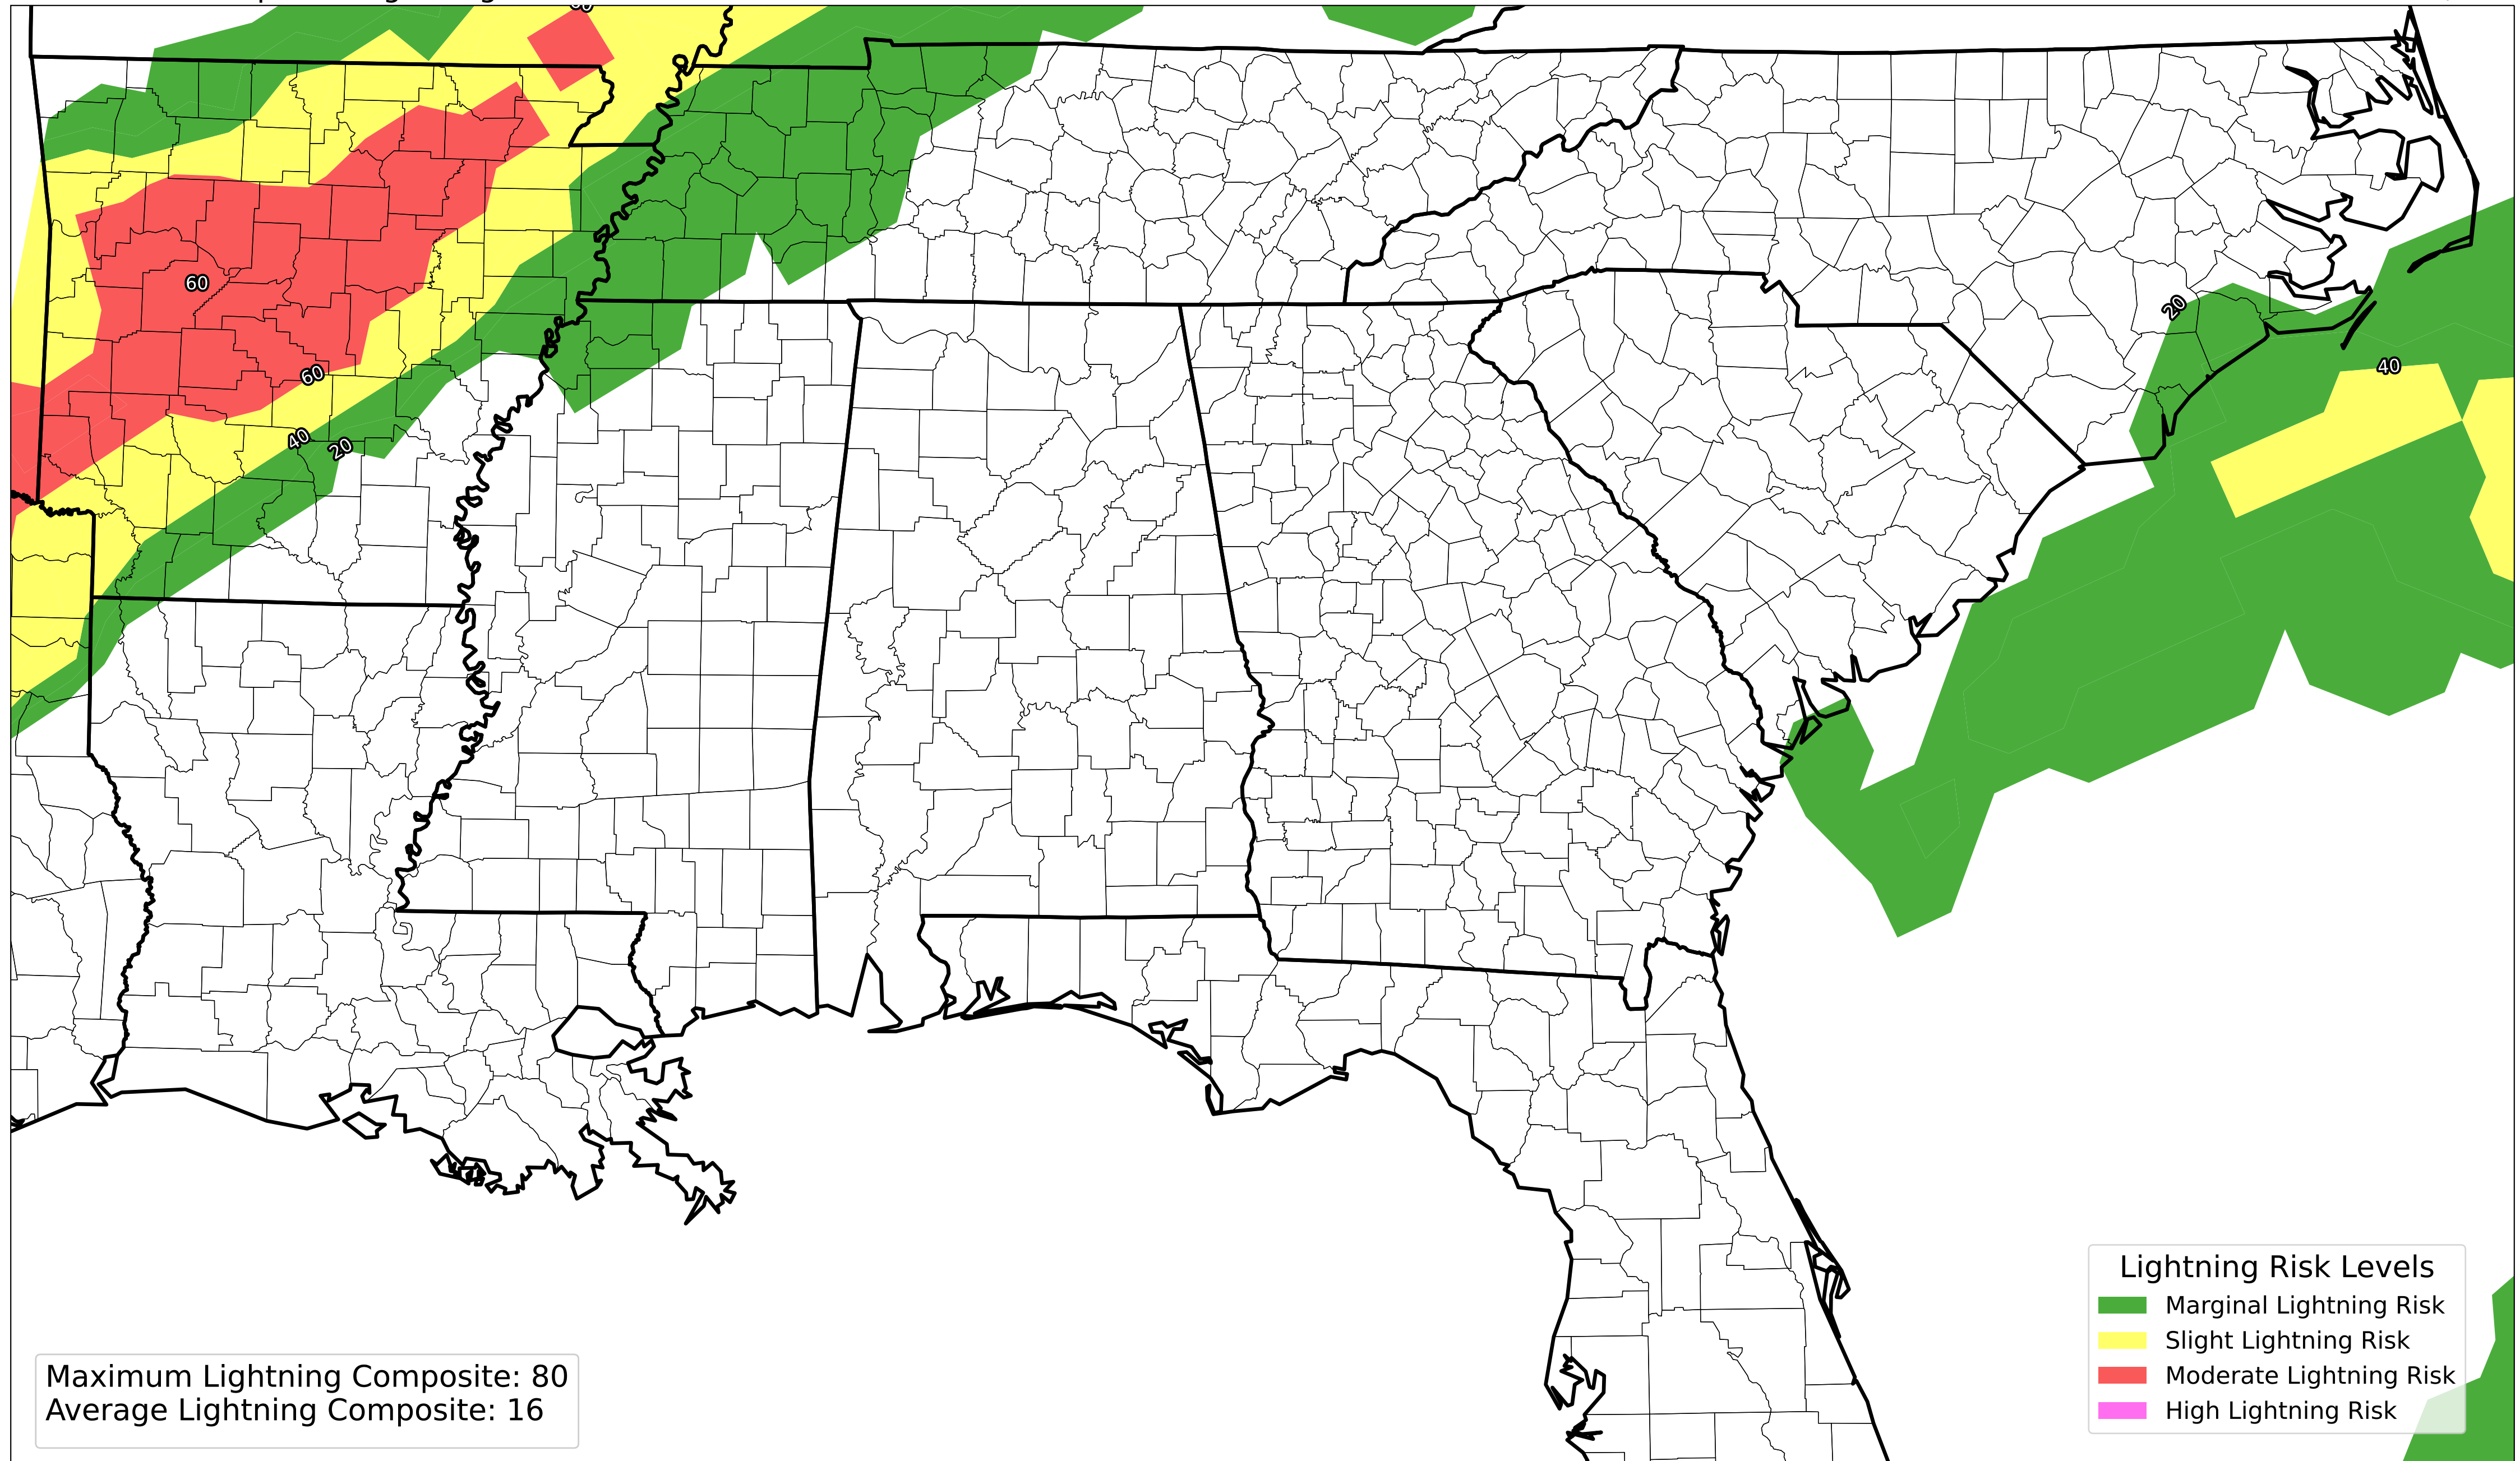 60
60
40
20
20
40
Maximum Lightning Composite: 80
Average Lightning Composite: 16
Lightning Risk Levels
Marginal Lightning Risk
Slight Lightning Risk
Moderate Lightning Risk
High Lightning Risk